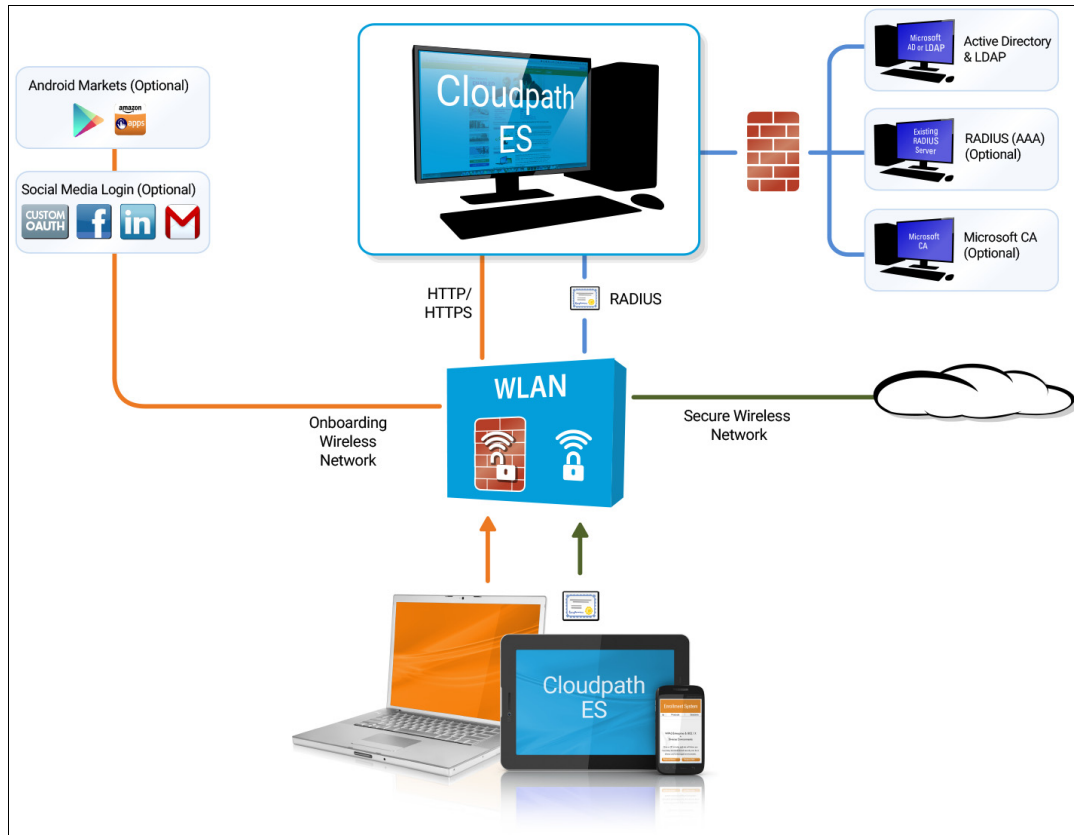 Android Markets (Optional)
amazon
apps
Social Media Login (Optional)
CUSTOM
OAUTH
f
in
M
Cloudpath
ES
Microsoft
AD or LDAP
Active Directory
& LDAP
Existing
RADIUS
Server
RADIUS (AAA)
(Optional)
Microsoft
CA
Microsoft CA
(Optional)
HTTP/
HTTPS
RADIUS
WLAN
Onboarding
Wireless
Network
Secure Wireless
Network
Cloudpath
ES
Enrollment System